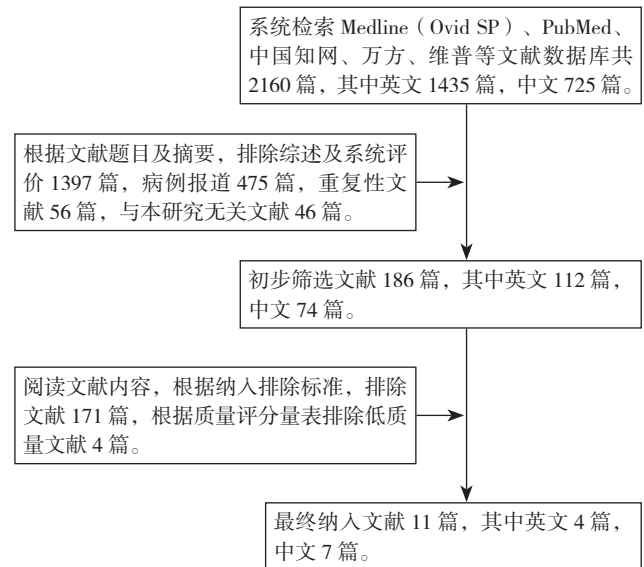 系统检索 Medline（Ovid SP）、PubMed、
中国知网、万方、维普等文献数据库共
2160 篇，其中英文 1435 篇，中文 725 篇。
根据文献题目及摘要，排除综述及系统评
价 1397 篇，病例报道 475 篇，重复性文
献 56 篇，与本研究无关文献 46 篇。
初步筛选文献 186 篇，其中英文 112 篇，
中文 74 篇。
阅读文献内容，根据纳入排除标准，排除
文献 171 篇，根据质量评分量表排除低质
量文献 4 篇。
最终纳入文献 11 篇，其中英文 4 篇，
中文 7 篇。